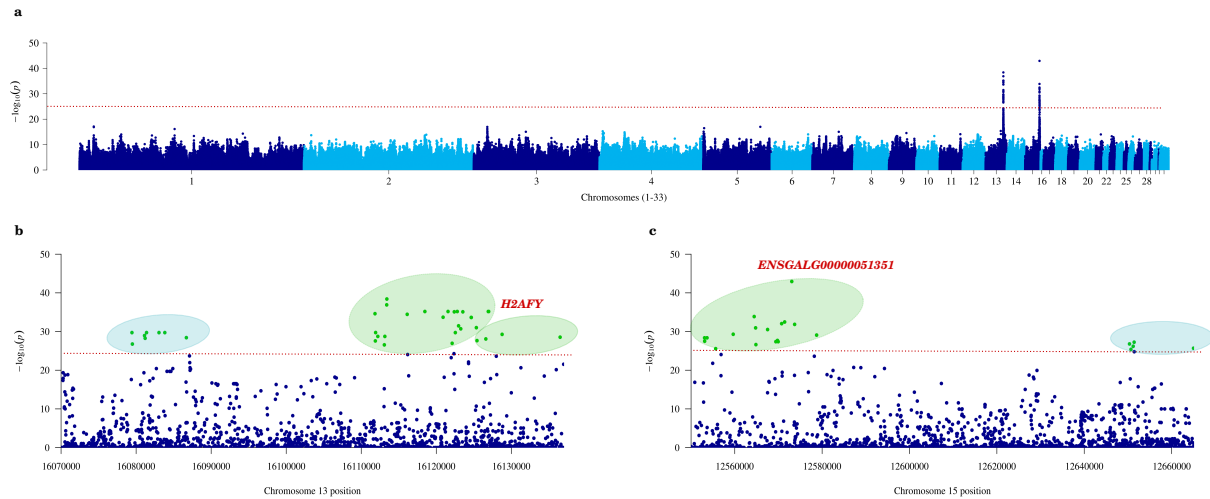 a
50
40
30
20
10
0
−log10(p)
1 2 3 4 5 6 7 8 9 10 11 12 13 14 16 18 20 22 25 28
Chromosomes (1-33)
b
50
40
30
20
10
0
−log10(p)
H2AFY
16070000 16080000 16090000 16100000 16110000 16120000 16130000
Chromosome 13 position
c
50
40
30
20
10
0
−log10(p)
ENSGALG00000051351
12560000 12580000 12600000 12620000 12640000 12660000
Chromosome 15 position